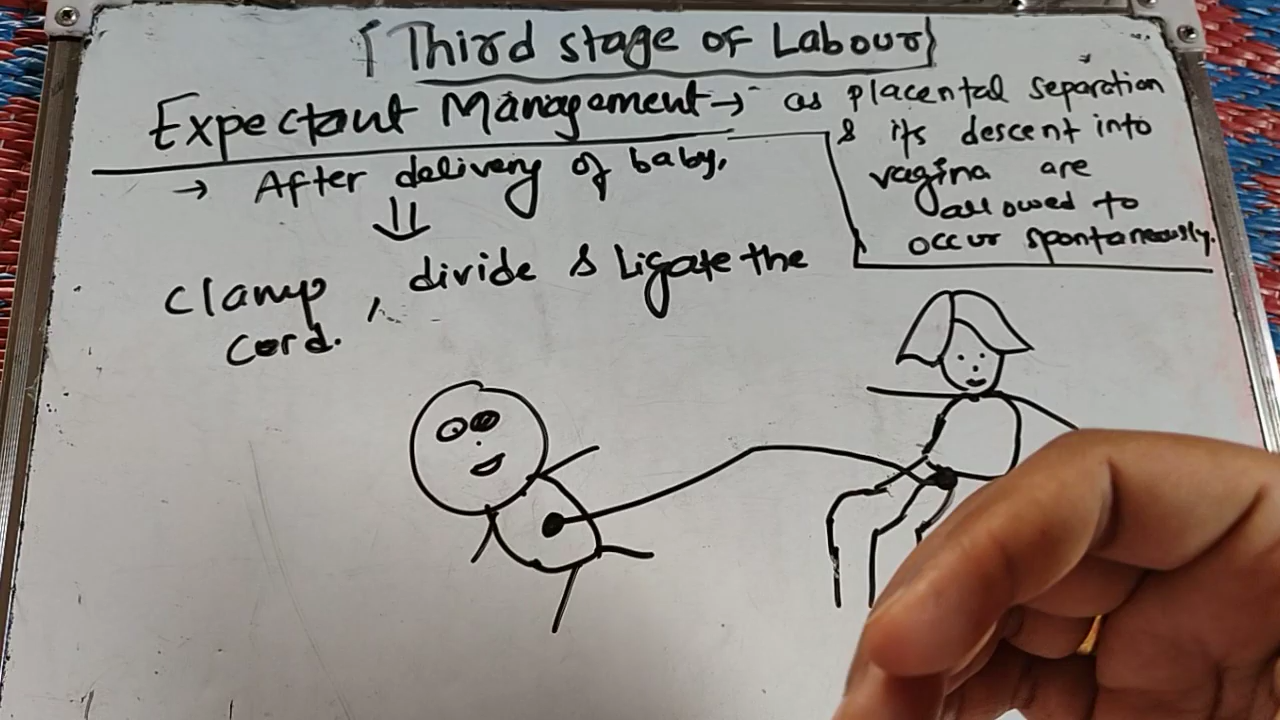 {Third stage of Labour}
Expectant Management → as placental separation
& its descent into
vagina are
allowed to
occur spontaneously.
→ After delivery of baby,
⇓
clamp, divide & Ligate the
cord.